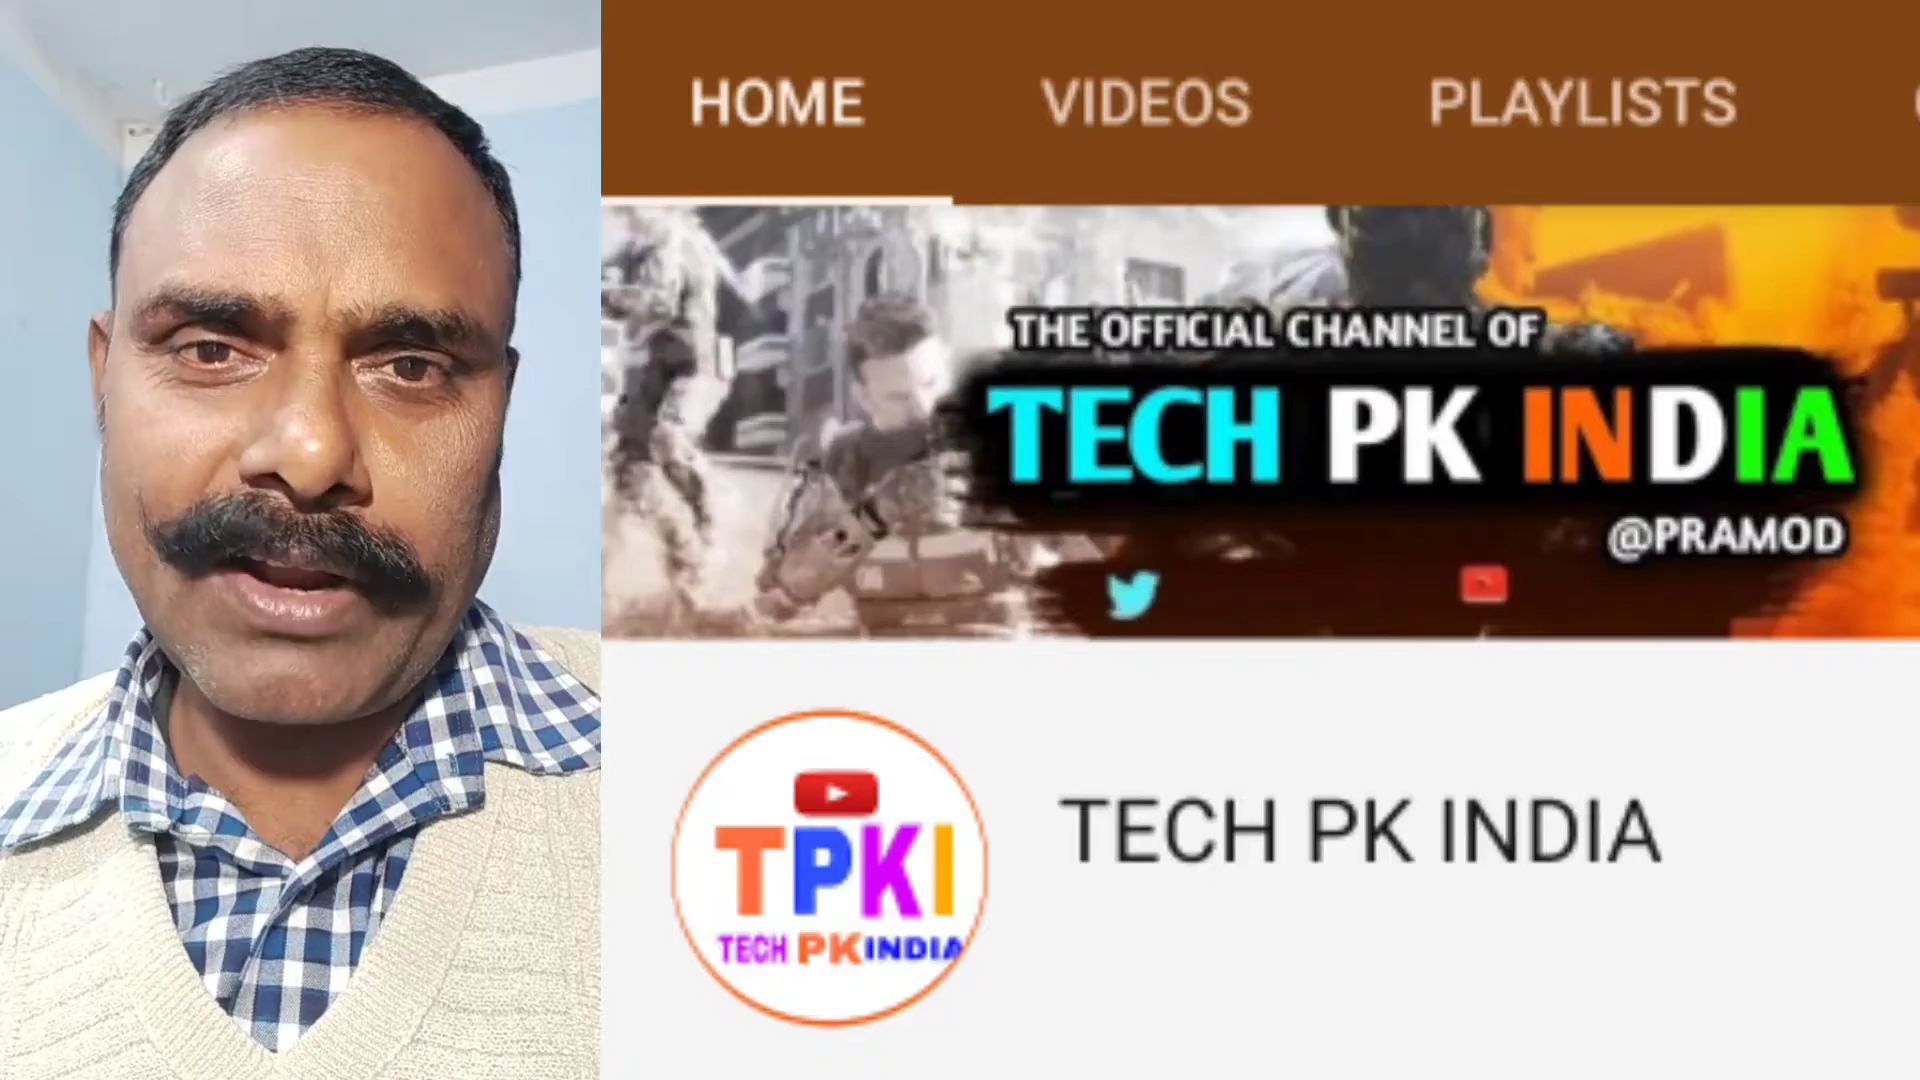 HOME VIDEOS PLAYLISTS
THE OFFICIAL CHANNEL OF
TECH PK INDIA
@PRAMOD
TPKI
TECH PK INDIA
TECH PK INDIA